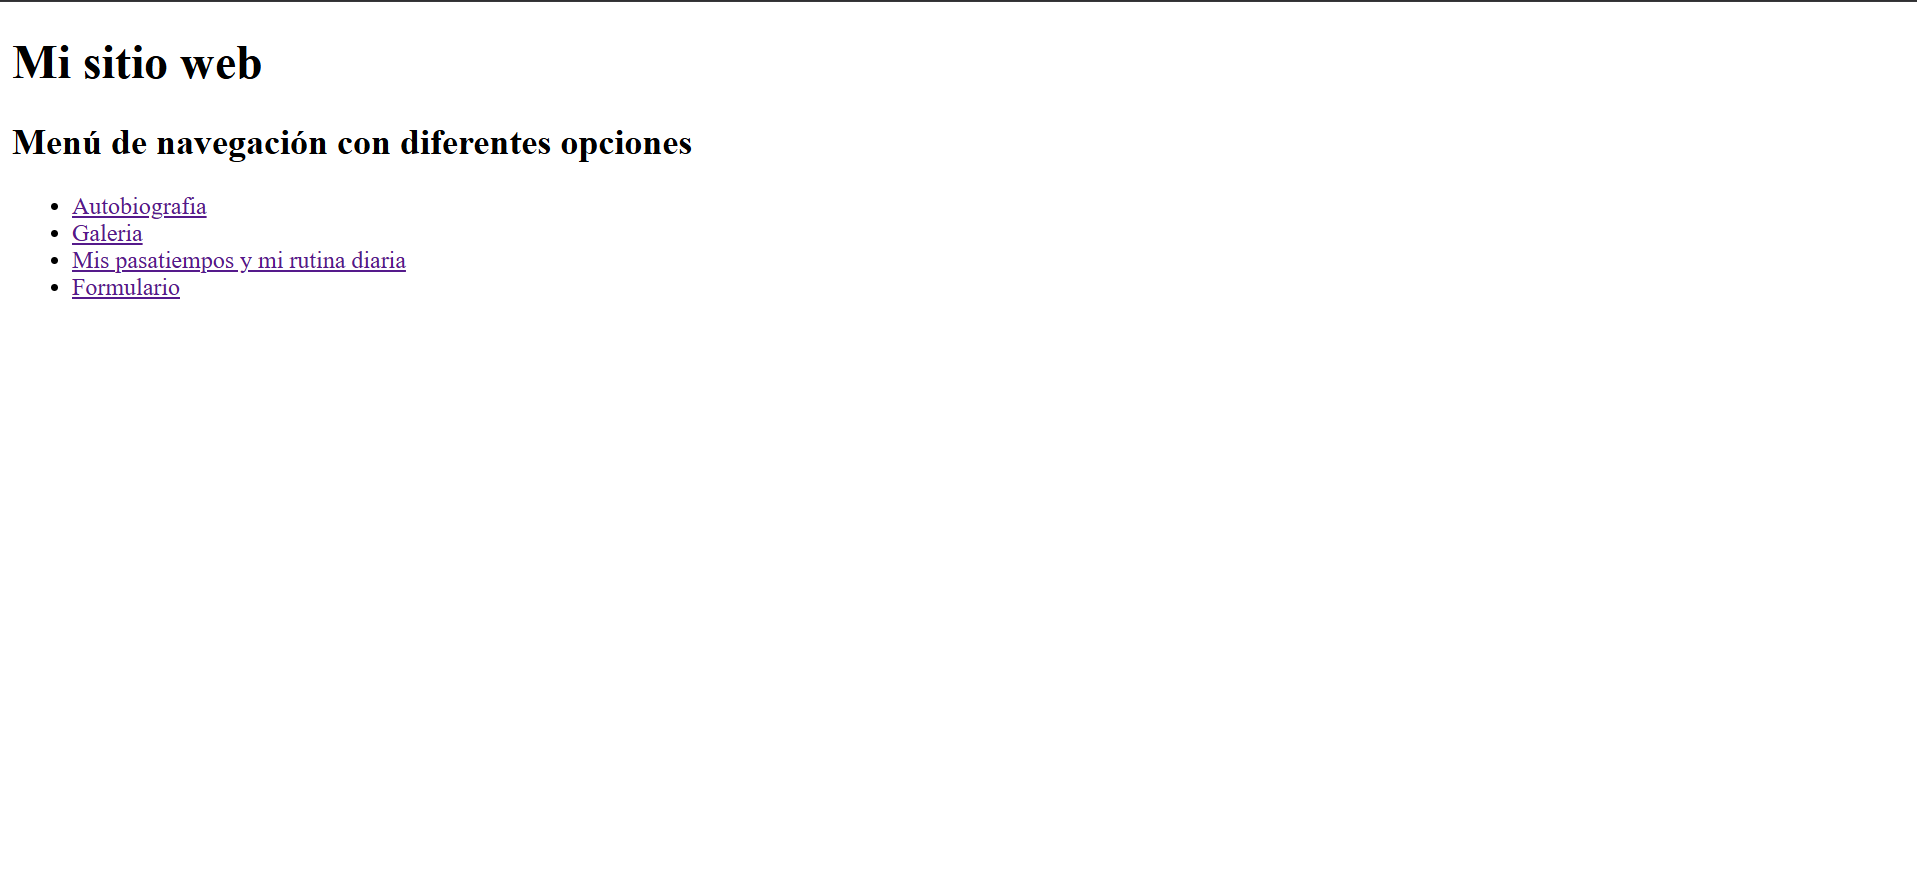 Mi sitio web
Menú de navegación con diferentes opciones
Autobiografia
Galeria
Mis pasatiempos y mi rutina diaria
Formulario